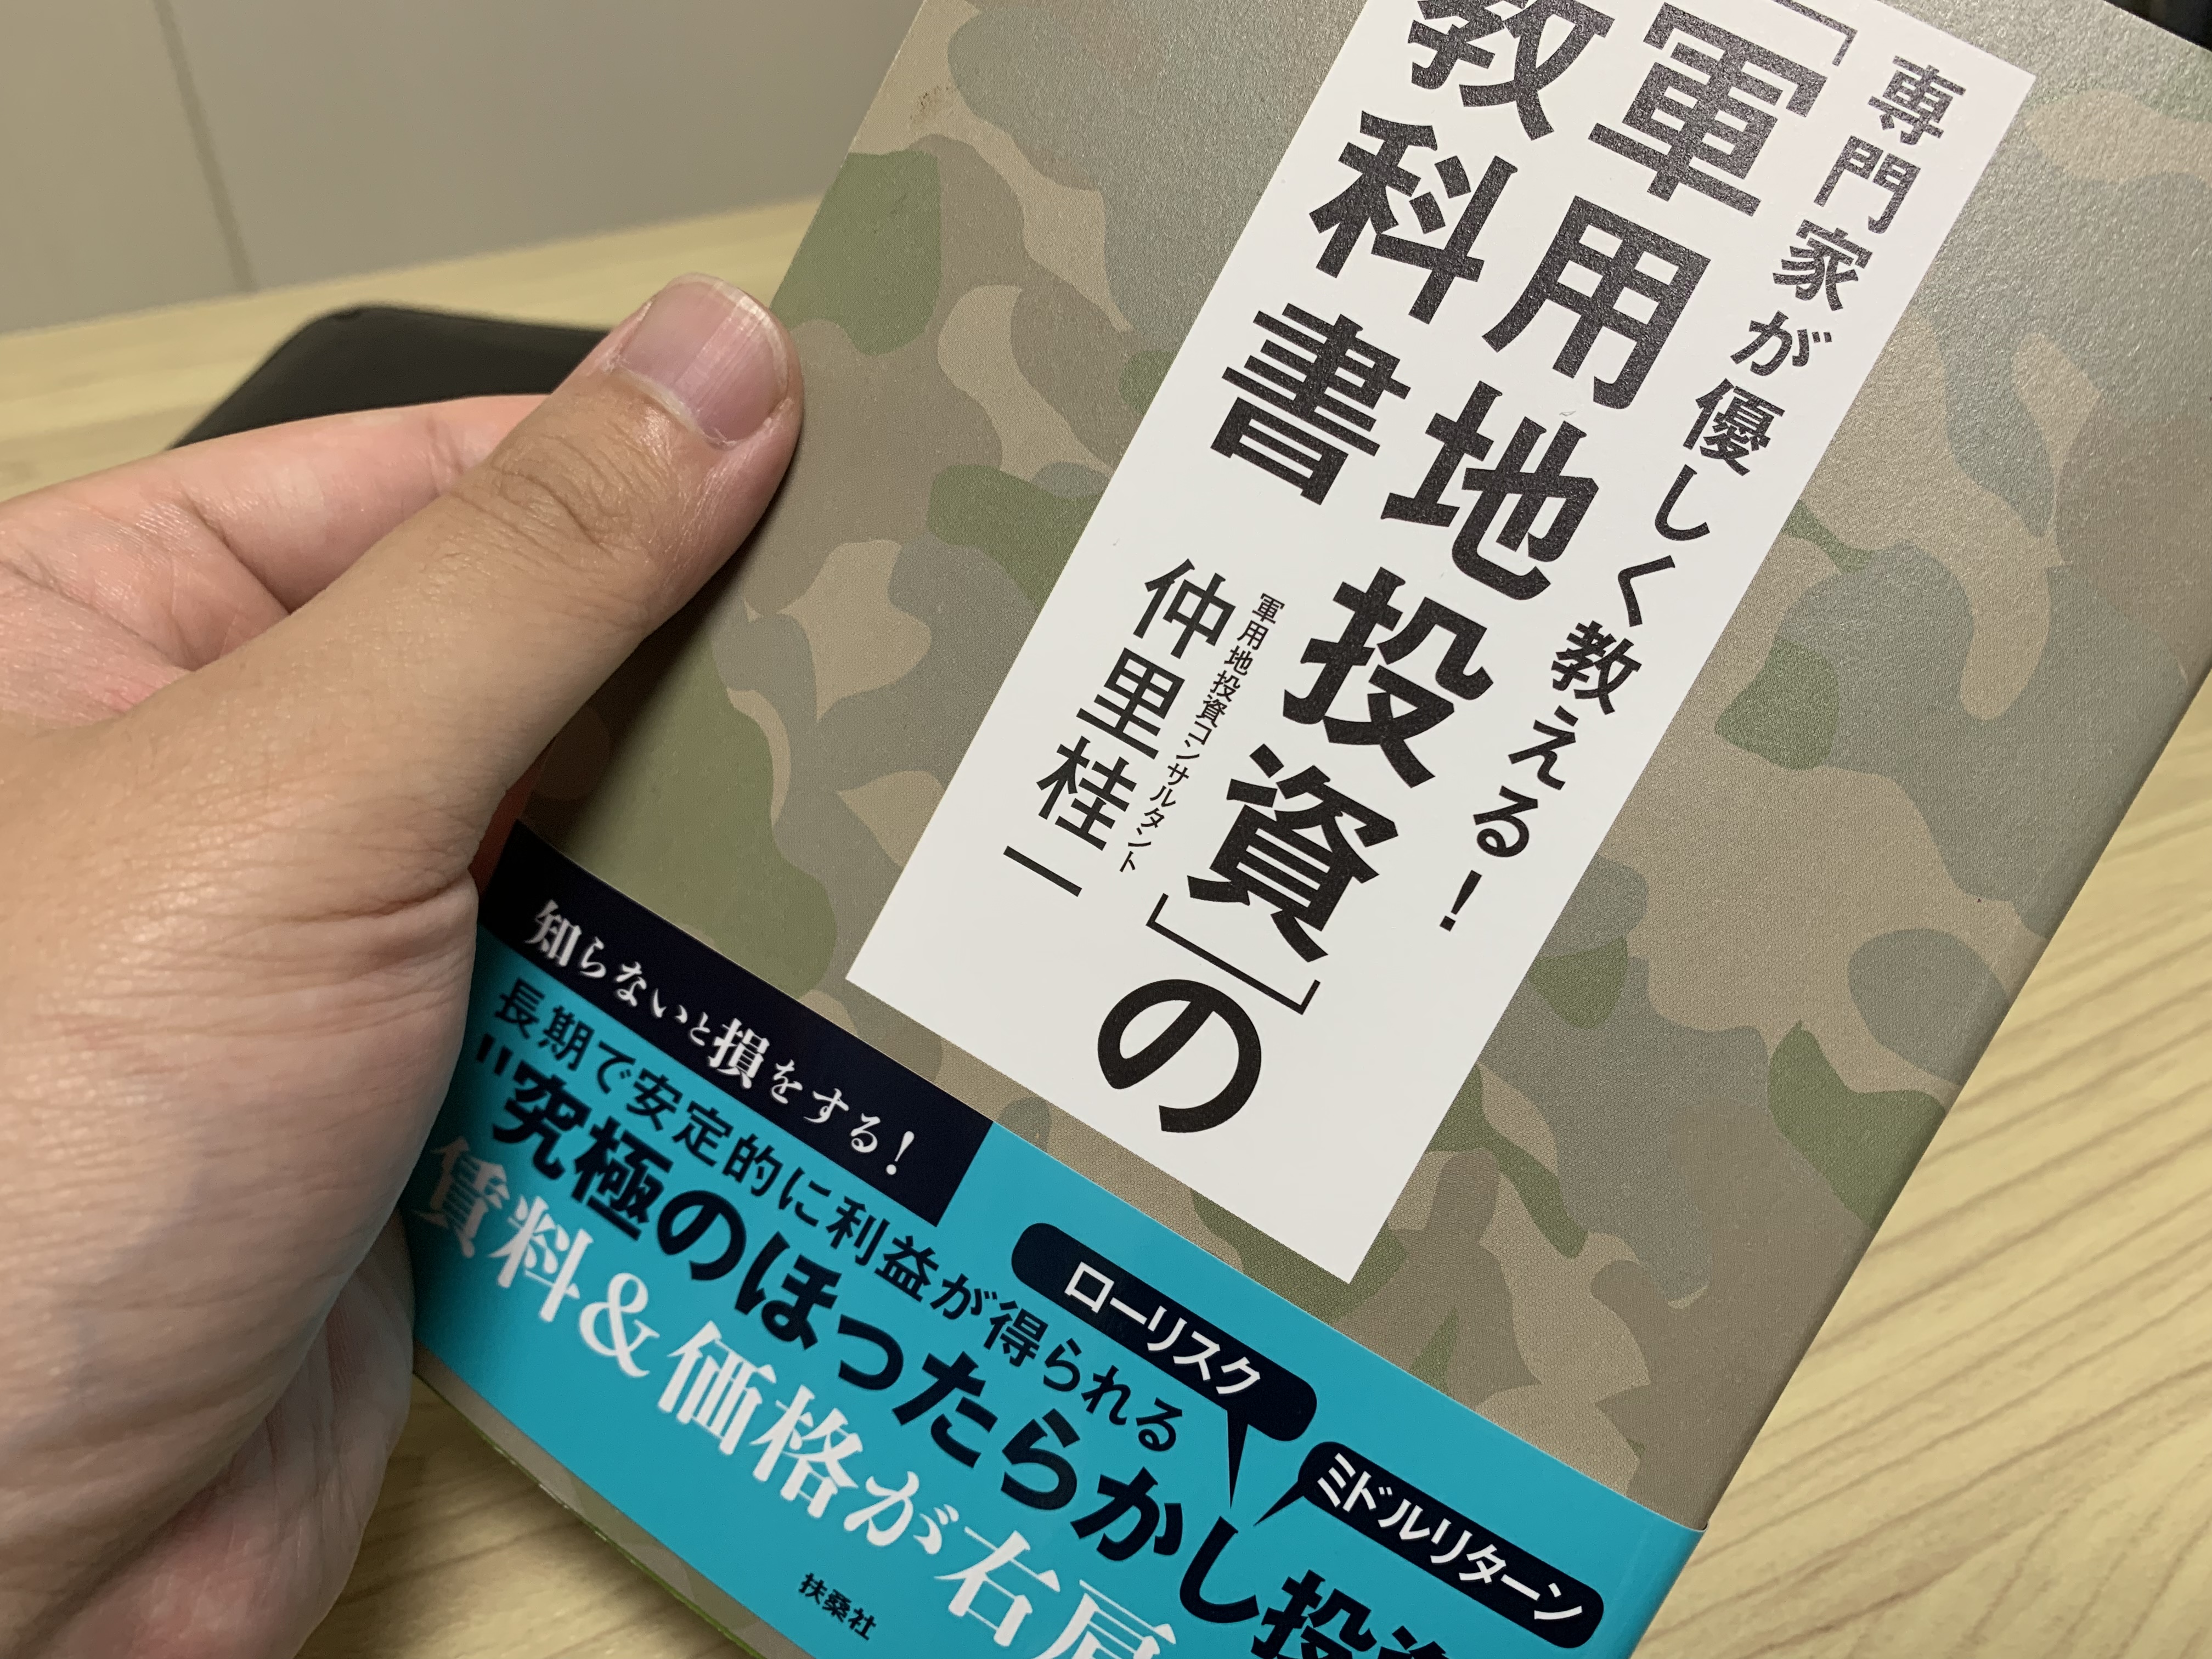 専門家が優しく教える!
「軍用地投資」の
教科書
軍用地投資コンサルタント
仲里桂一
知らないと損をする!
長期で安定的に利益が得られる
ローリスク
ミドルリターン
"究極のほったらかし投資
賃料&価格が右肩
扶桑社